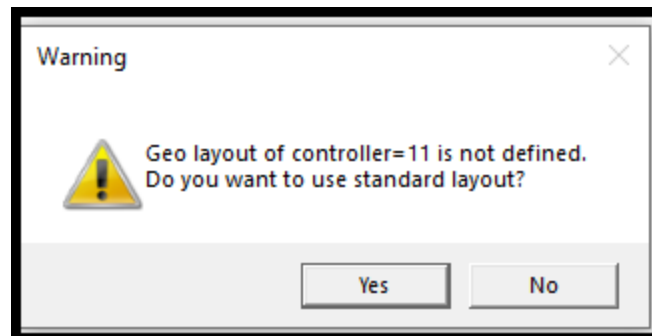 Warning
Geo layout of controller=11 is not defined.
Do you want to use standard layout?
Yes
No